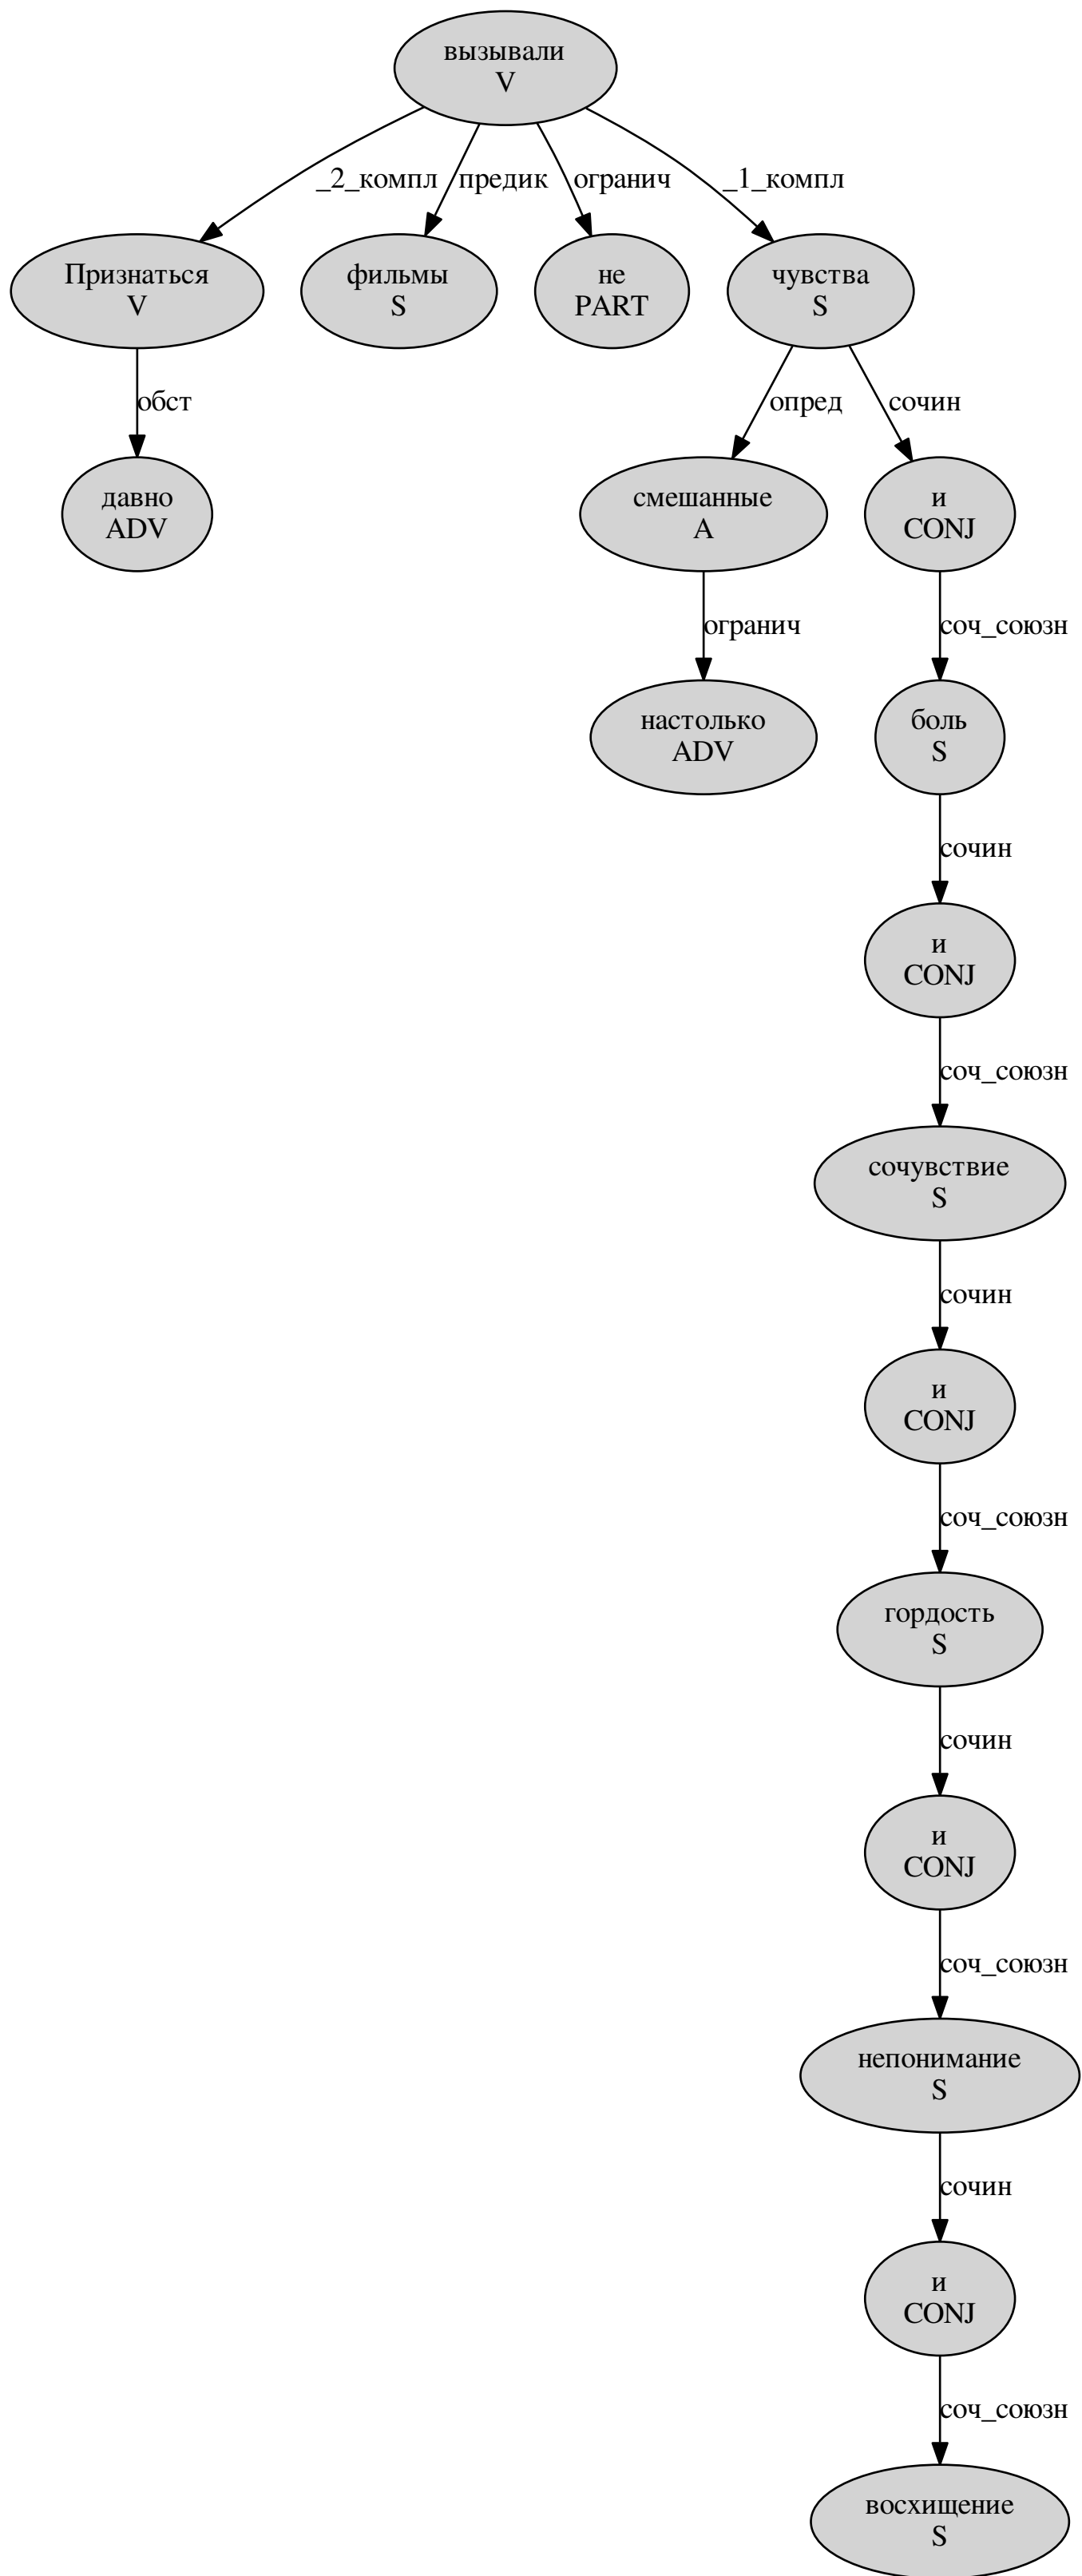 вызывали
V
_2_компл
предик
огранич
_1_компл
Признаться
V
фильмы
S
не
PART
чувства
S
обст
опред
сочин
давно
ADV
смешанные
A
и
CONJ
огранич
соч_союзн
настолько
ADV
боль
S
сочин
и
CONJ
соч_союзн
сочувствие
S
сочин
и
CONJ
соч_союзн
гордость
S
сочин
и
CONJ
соч_союзн
непонимание
S
сочин
и
CONJ
соч_союзн
восхищение
S